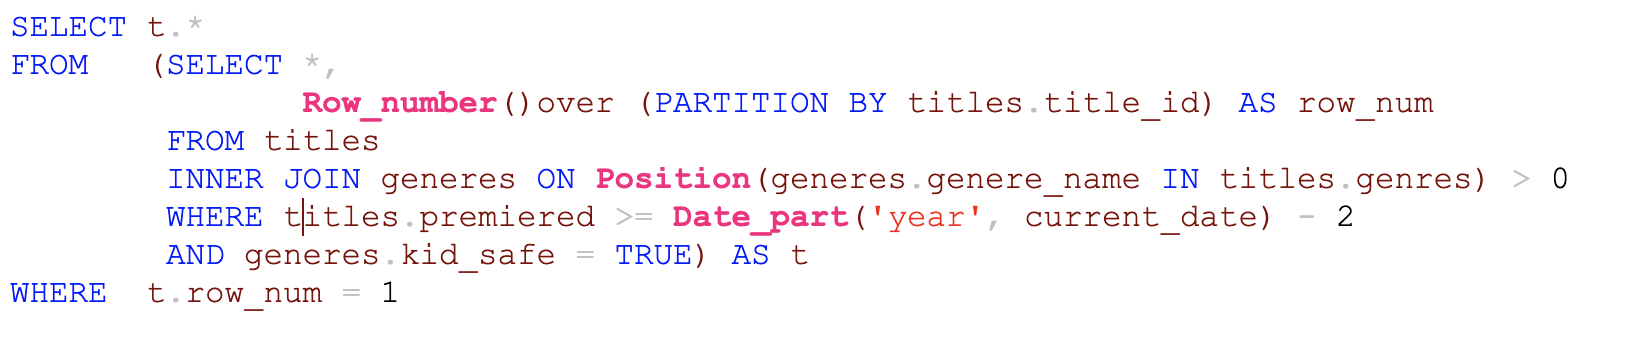 SELECT t.*
FROM   (SELECT *,
               Row_number()over (PARTITION BY titles.title_id) AS row_num
        FROM titles
        INNER JOIN generes ON Position(generes.genere_name IN titles.genres) > 0
        WHERE titles.premiered >= Date_part('year', current_date) - 2
        AND generes.kid_safe = TRUE) AS t
WHERE  t.row_num = 1